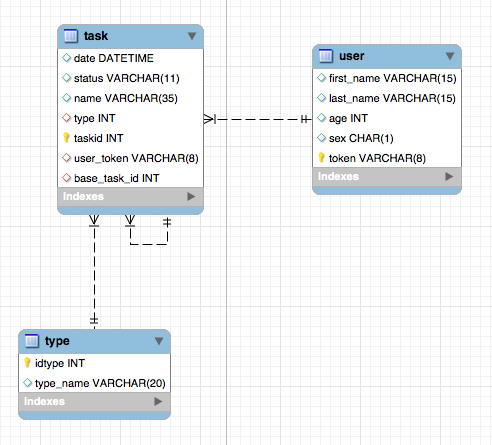 task
date DATETIME
status VARCHAR(11)
name VARCHAR(35)
type INT
taskid INT
user_token VARCHAR(8)
base_task_id INT
Indexes
user
first_name VARCHAR(15)
last_name VARCHAR(15)
age INT
sex CHAR(1)
token VARCHAR(8)
Indexes
type
idtype INT
type_name VARCHAR(20)
Indexes